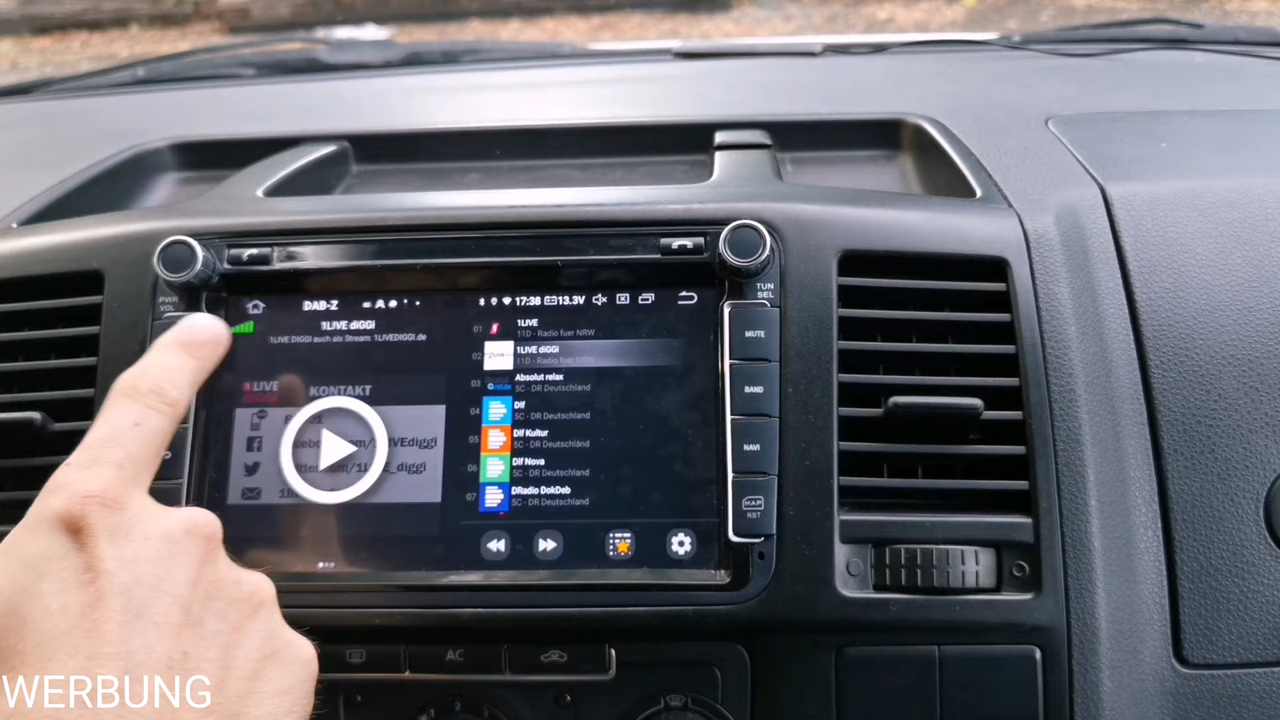 PWR
VOL
TUN
SEL
DAB-Z
17:38
13.3V
1LIVE diGGi
1LIVE DIGGI auch als Stream: 1LIVEDIGGI.de
1LIVE
KONTAKT
01 1LIVE
11D - Radio fuer NRW
02 1LIVE diGGi
11D - Radio fuer NRW
03 Absolut relax
5C - DR Deutschland
04 Dlf
5C - DR Deutschland
05 Dlf Kultur
5C - DR Deutschland
06 Dlf Nova
5C - DR Deutschland
07 DRadio DokDeb
5C - DR Deutschland
MUTE
BAND
NAVI
MAP
RST
AC
WERBUNG